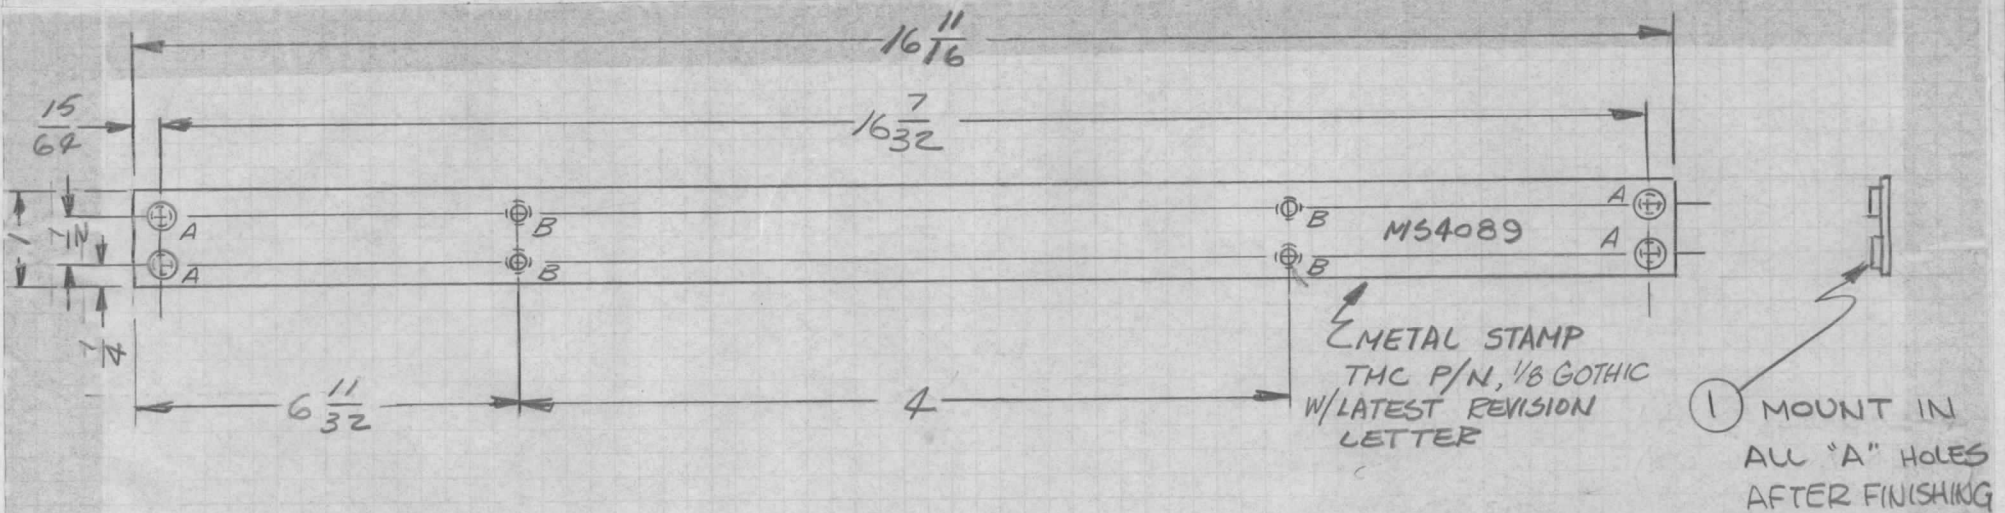 16 11/16
15/64
16 7/32
1
1/2
1/4
A
A
B
B
B
B
MS4089
A
A
6 11/32
4
METAL STAMP
TMC P/N, 1/8 GOTHIC
W/LATEST REVISION
LETTER
1 MOUNT IN
ALL "A" HOLES
AFTER FINISHING